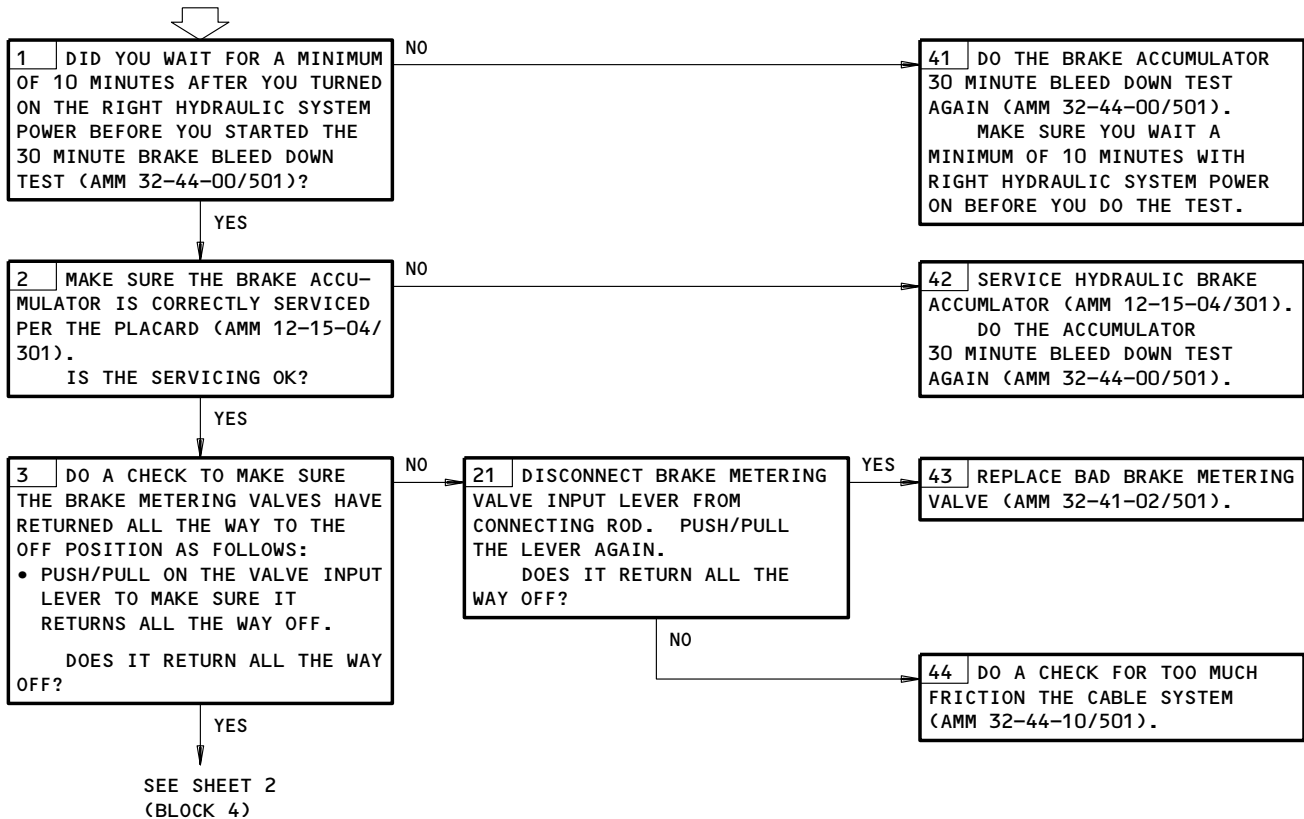 1 DID YOU WAIT FOR A MINIMUM
OF 10 MINUTES AFTER YOU TURNED
ON THE RIGHT HYDRAULIC SYSTEM
POWER BEFORE YOU STARTED THE
30 MINUTE BRAKE BLEED DOWN
TEST (AMM 32-44-00/501)?
NO
41 DO THE BRAKE ACCUMULATOR
30 MINUTE BLEED DOWN TEST
AGAIN (AMM 32-44-00/501).
MAKE SURE YOU WAIT A
MINIMUM OF 10 MINUTES WITH
RIGHT HYDRAULIC SYSTEM POWER
ON BEFORE YOU DO THE TEST.
YES
2 MAKE SURE THE BRAKE ACCU-
MULATOR IS CORRECTLY SERVICED
PER THE PLACARD (AMM 12-15-04/
301).
IS THE SERVICING OK?
NO
42 SERVICE HYDRAULIC BRAKE
ACCUMLATOR (AMM 12-15-04/301).
DO THE ACCUMULATOR
30 MINUTE BLEED DOWN TEST
AGAIN (AMM 32-44-00/501).
YES
3 DO A CHECK TO MAKE SURE
THE BRAKE METERING VALVES HAVE
RETURNED ALL THE WAY TO THE
OFF POSITION AS FOLLOWS:
• PUSH/PULL ON THE VALVE INPUT
LEVER TO MAKE SURE IT
RETURNS ALL THE WAY OFF.
DOES IT RETURN ALL THE WAY
OFF?
NO
21 DISCONNECT BRAKE METERING
VALVE INPUT LEVER FROM
CONNECTING ROD. PUSH/PULL
THE LEVER AGAIN.
DOES IT RETURN ALL THE
WAY OFF?
YES
43 REPLACE BAD BRAKE METERING
VALVE (AMM 32-41-02/501).
NO
44 DO A CHECK FOR TOO MUCH
FRICTION THE CABLE SYSTEM
(AMM 32-44-10/501).
YES
SEE SHEET 2
(BLOCK 4)